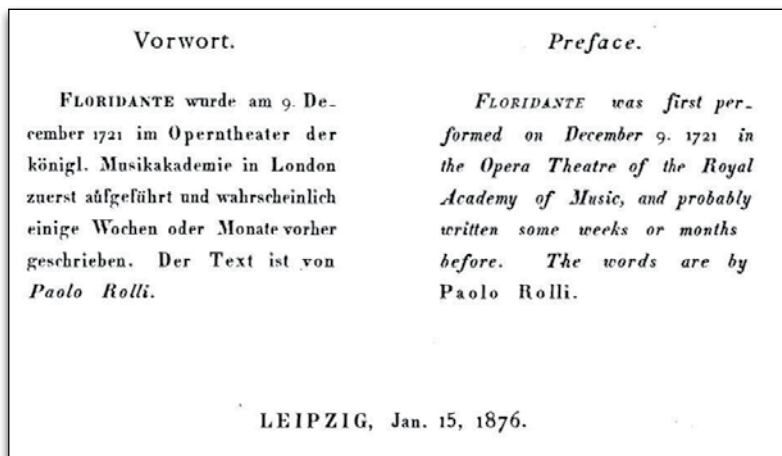 Vorwort.
FLORIDANTE wurde am 9. De-
cember 1721 im Operntheater der
königl. Musikakademie in London
zuerst aufgeführt und wahrscheinlich
einige Wochen oder Monate vorher
geschrieben. Der Text ist von
Paolo Rolli.
Preface.
FLORIDANTE was first per-
formed on December 9. 1721 in
the Opera Theatre of the Royal
Academy of Music, and probably
written some weeks or months
before. The words are by
Paolo Rolli.
LEIPZIG, Jan. 15, 1876.